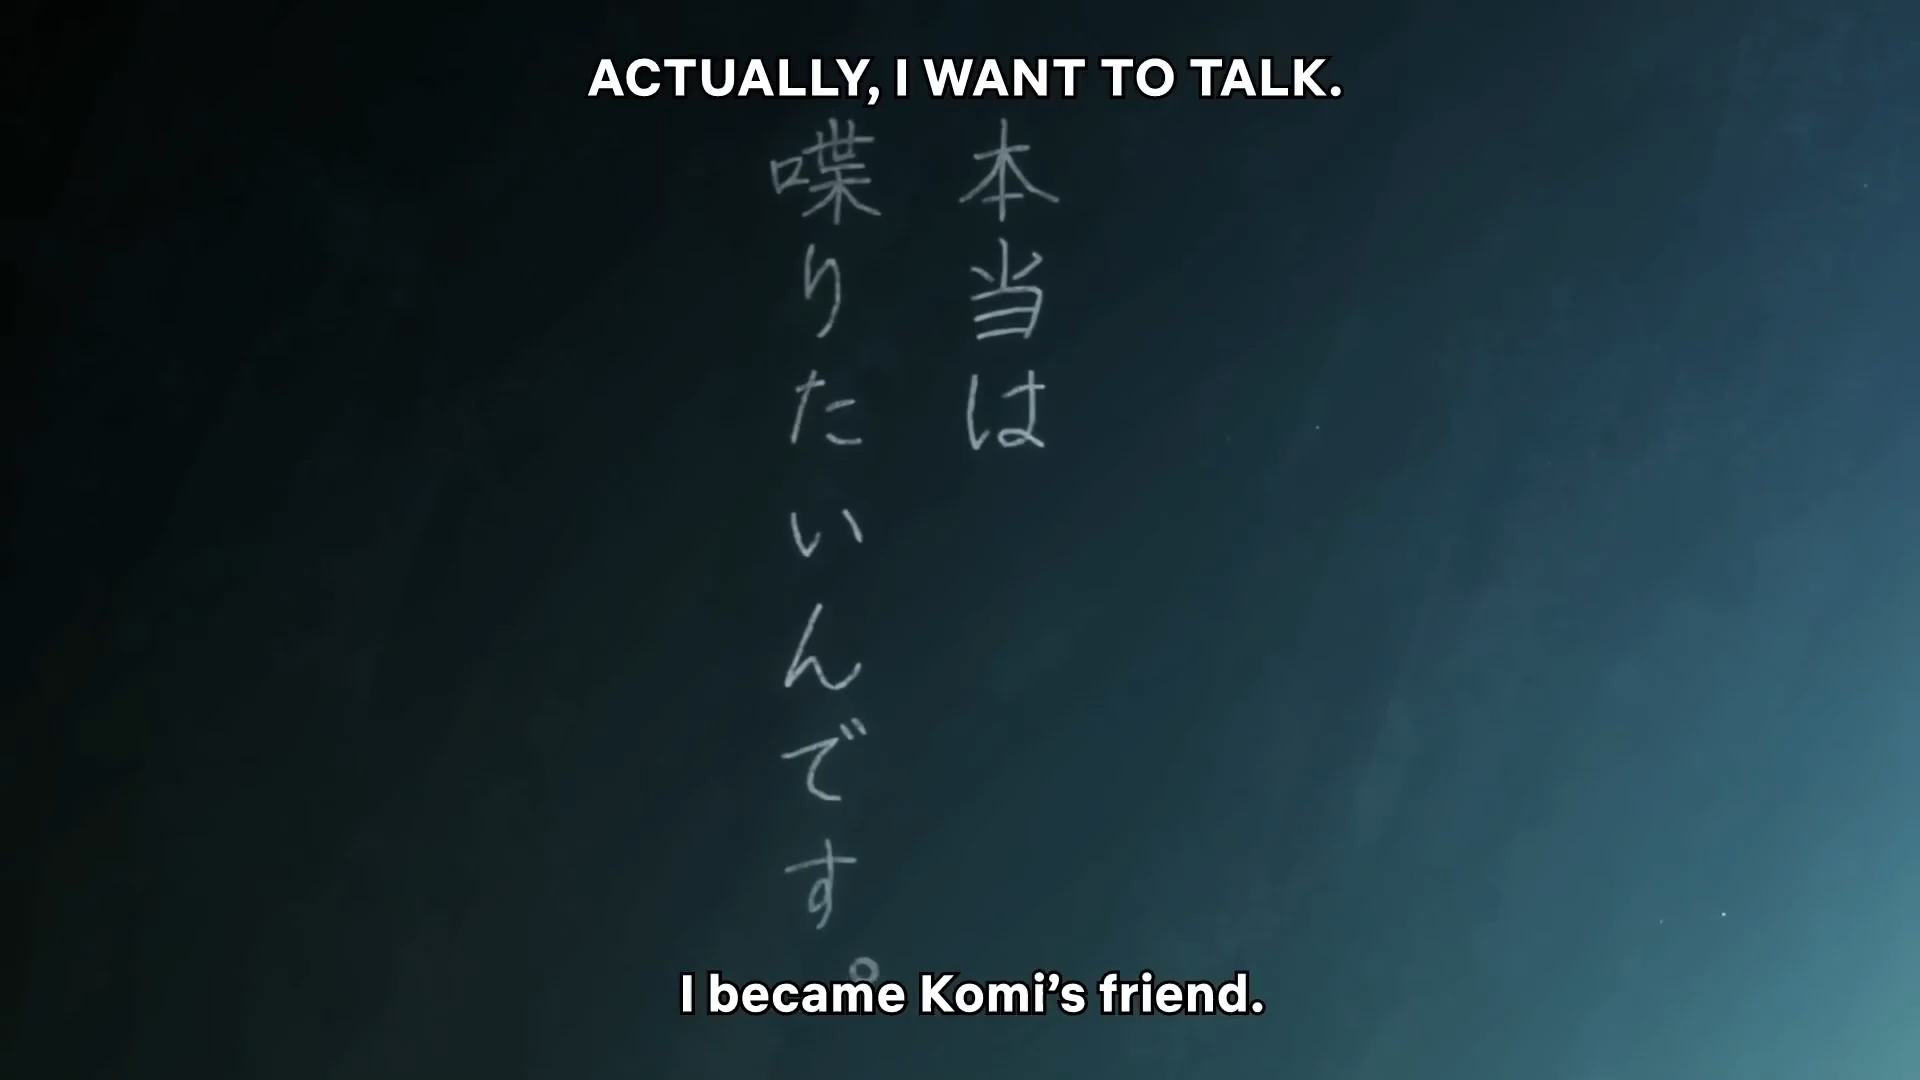 ACTUALLY, I WANT TO TALK.
本当は
喋りたいんです。
I became Komi’s friend.